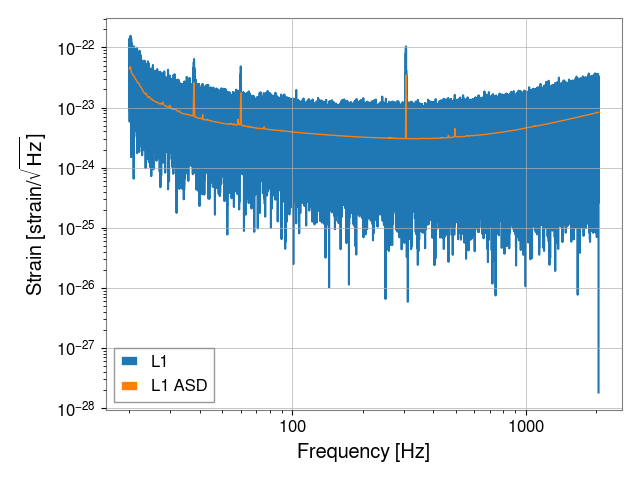 Strain [strain/√Hz]
10⁻²²
10⁻²³
10⁻²⁴
10⁻²⁵
10⁻²⁶
10⁻²⁷
10⁻²⁸
L1
L1 ASD
100
1000
Frequency [Hz]